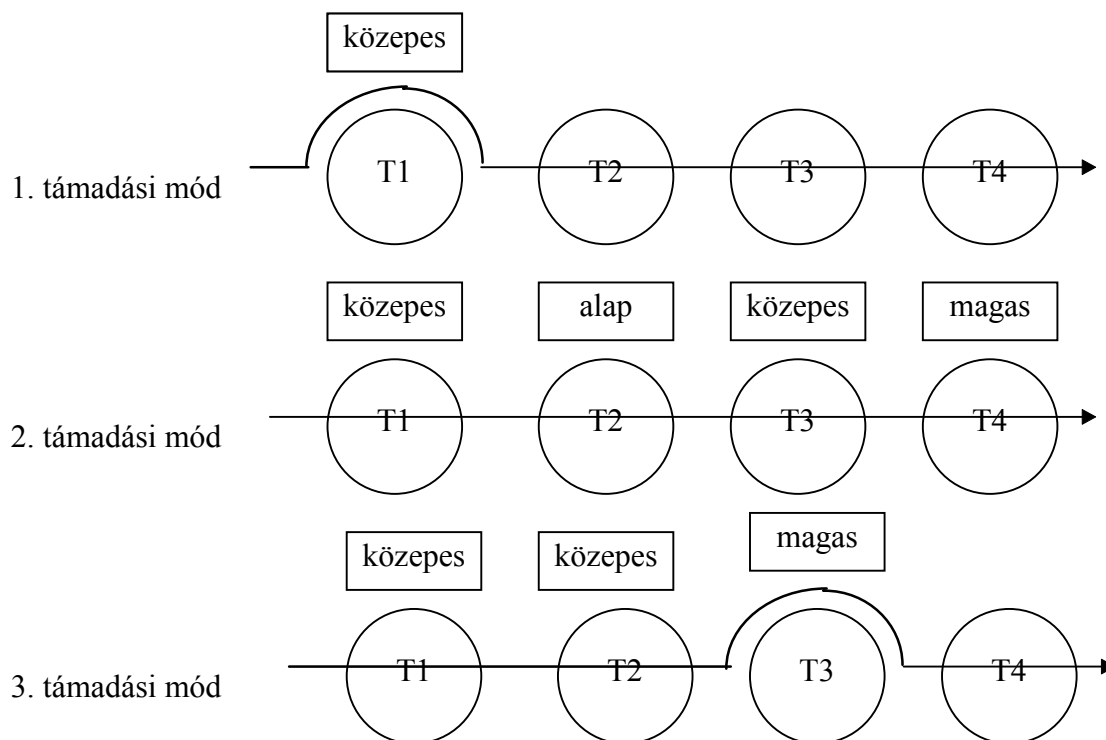 közepes
1. támadási mód T1 T2 T3 T4
közepes alap közepes magas
2. támadási mód T1 T2 T3 T4
közepes közepes magas
3. támadási mód T1 T2 T3 T4